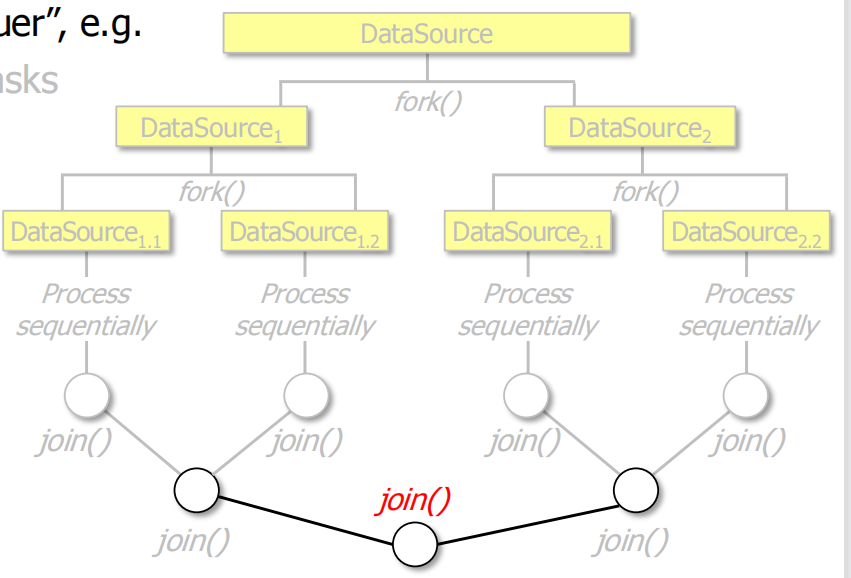 uer”, e.g.
asks
DataSource
fork()
DataSource1 DataSource2
fork() fork()
DataSource1.1 DataSource1.2 DataSource2.1 DataSource2.2
Process Process Process Process
sequentially sequentially sequentially sequentially
join() join() join() join()
join()
join() join()